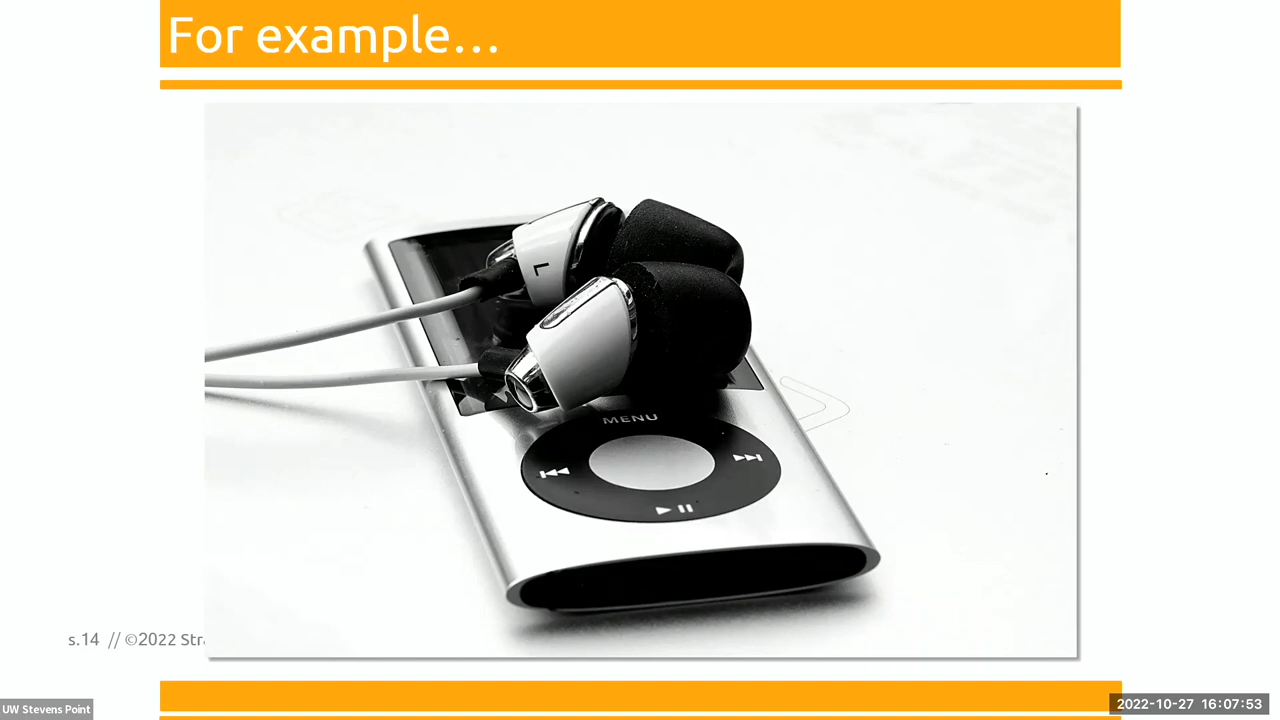 For example…
L
MENU
s.14 // ©2022
UW Stevens Point
2022-10-27 16:07:53